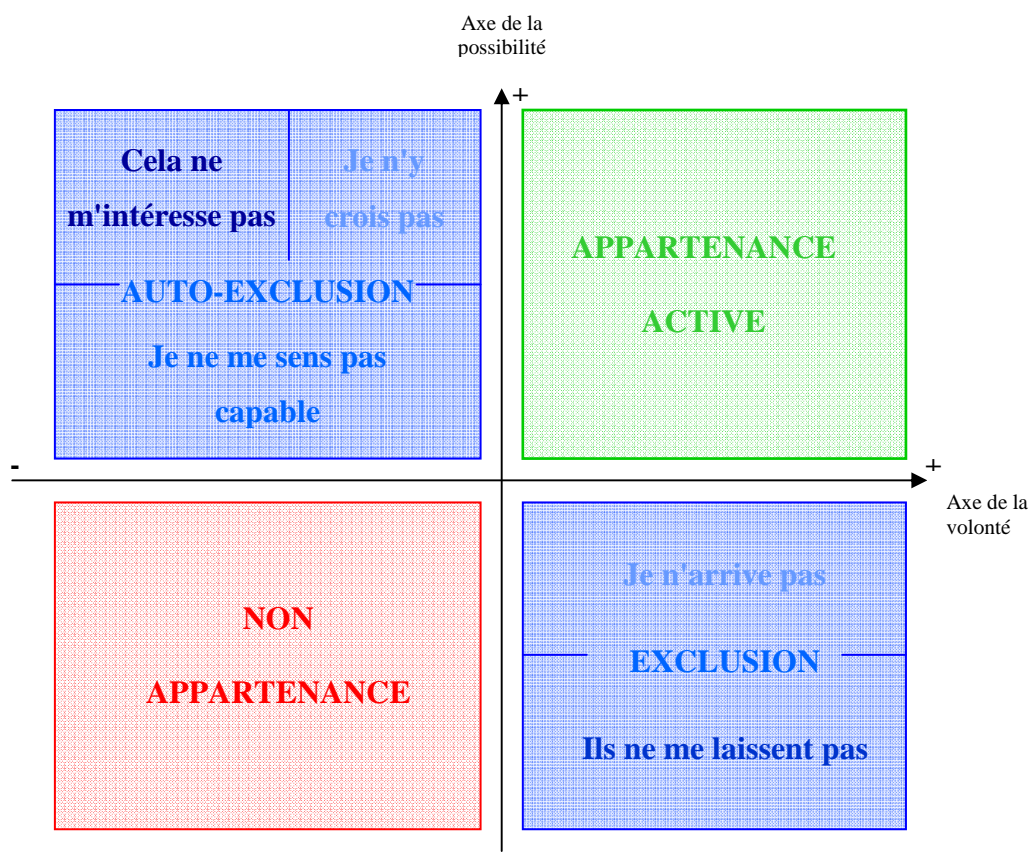 Axe de la
possibilité
+
Cela ne
m'intéresse pas
Je n'y
crois pas
AUTO-EXCLUSION
Je ne me sens pas
capable
APPARTENANCE
ACTIVE
-
+
Axe de la
volonté
NON
APPARTENANCE
Je n'arrive pas
EXCLUSION
Ils ne me laissent pas